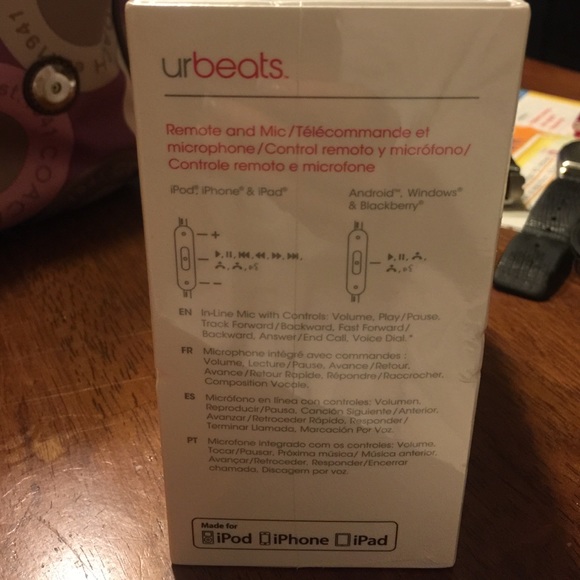 urbeats™
Remote and Mic/Télécommande et
microphone/Control remoto y micrófono/
Controle remoto e microfone
iPod®, iPhone® & iPad®
Android™, Windows®
& Blackberry®
EN In-Line Mic with Controls: Volume, Play/Pause,
Track Forward/Backward, Fast Forward/
Backward, Answer/End Call, Voice Dial.*
FR Microphone intégré avec commandes :
Volume, Lecture/Pause, Avance/Retour,
Avance/Retour Rapide, Répondre/Raccrocher,
Composition Vocale.
ES Micrófono en línea con controles: Volumen,
Reproducir/Pausa, Canción Siguiente/Anterior,
Avanzar/Retroceder Rápido, Responder/
Terminar Llamada, Marcación Por Voz.
PT Microfone integrado com os controles: Volume,
Tocar/Pausar, Próxima música/ Música anterior,
Avançar/Retroceder, Responder/Encerrar
chamada, Discagem por voz.
Made for
iPod iPhone iPad
1941
COACH